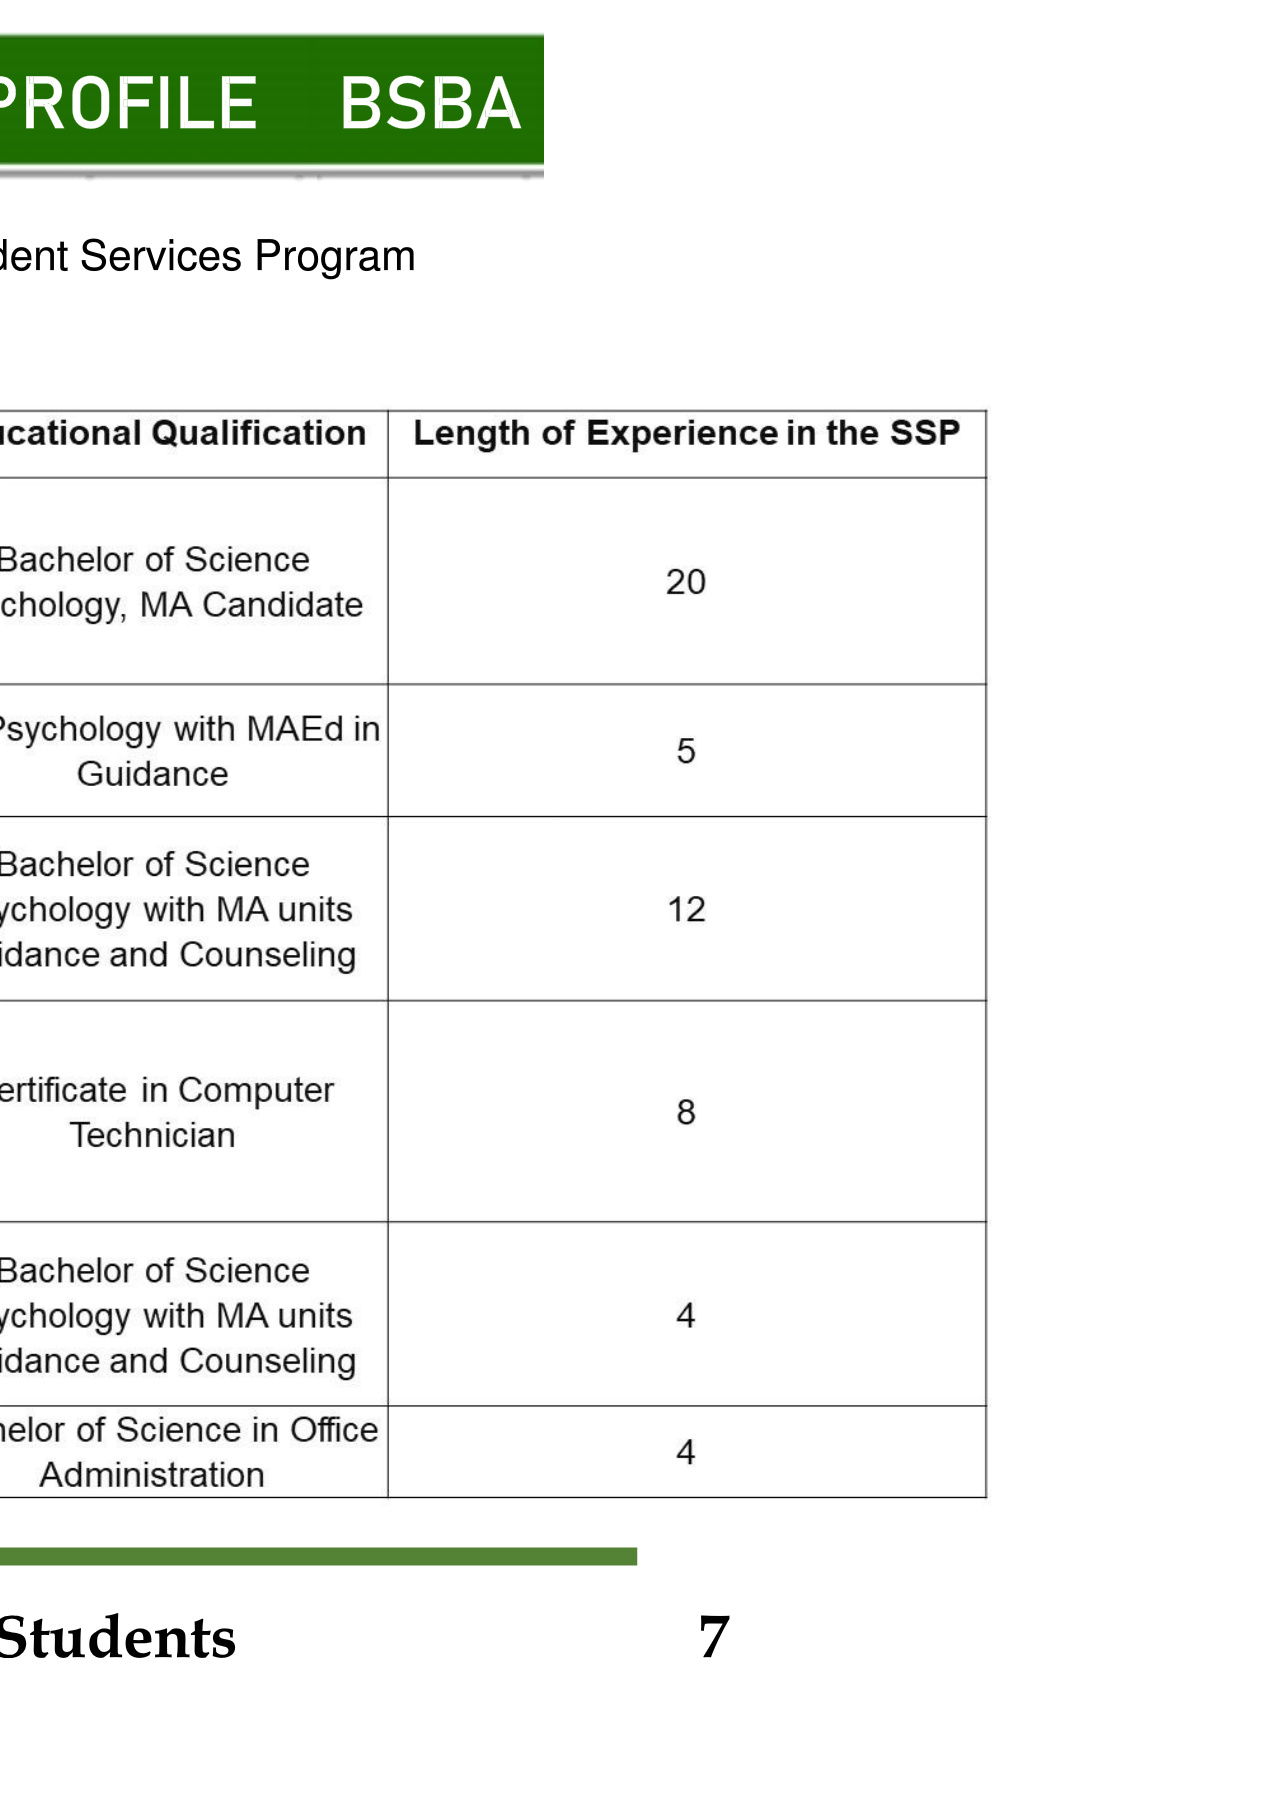 PROFILE BSBA
dent Services Program
ucational Qualification Length of Experience in the SSP
Bachelor of Science
chology, MA Candidate
20
Psychology with MAEd in
Guidance
5
Bachelor of Science
ychology with MA units
idance and Counseling
12
ertificate in Computer
Technician
8
Bachelor of Science
ychology with MA units
idance and Counseling
4
helor of Science in Office
Administration
4
Students 7